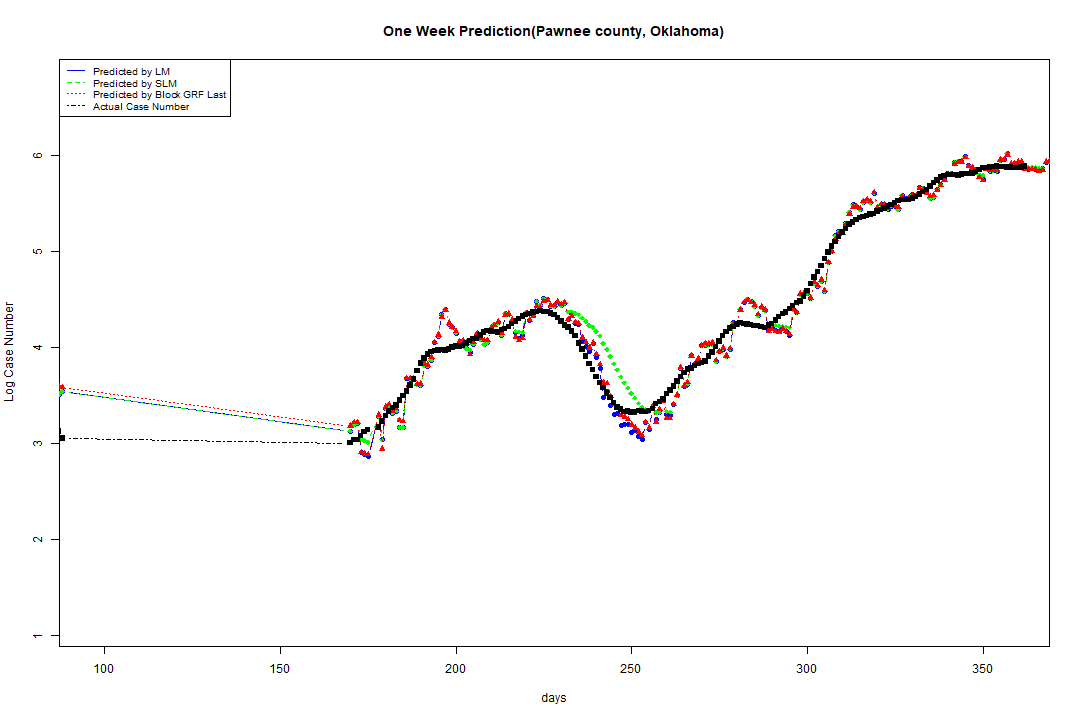 One Week Prediction(Pawnee county, Oklahoma)
Predicted by LM
Predicted by SLM
Predicted by Block GRF Last
Actual Case Number
Log Case Number
6
5
4
3
2
1
100 150 200 250 300 350
days